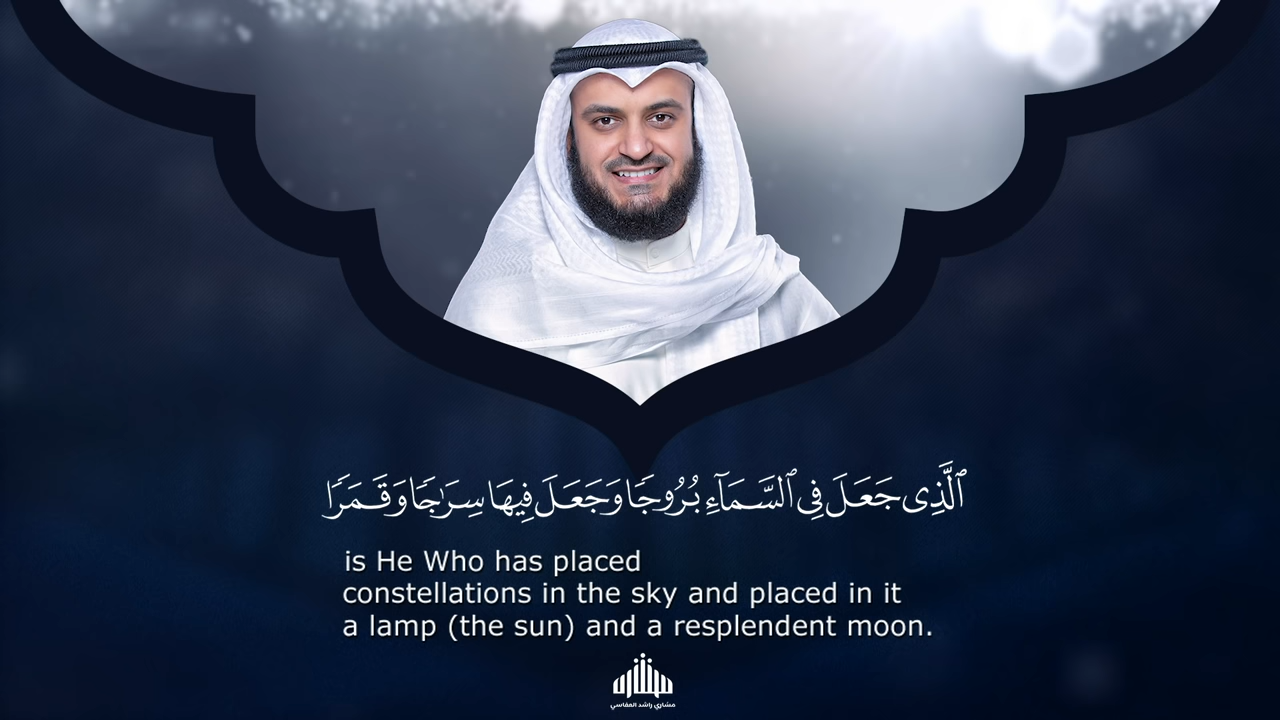 ٱلَّذِى جَعَلَ فِى ٱلسَّمَآءِ بُرُوجًا وَجَعَلَ فِيهَا سِرَٰجًا وَقَمَرًا
is He Who has placed
constellations in the sky and placed in it
a lamp (the sun) and a resplendent moon.
مشاري راشد العفاسي